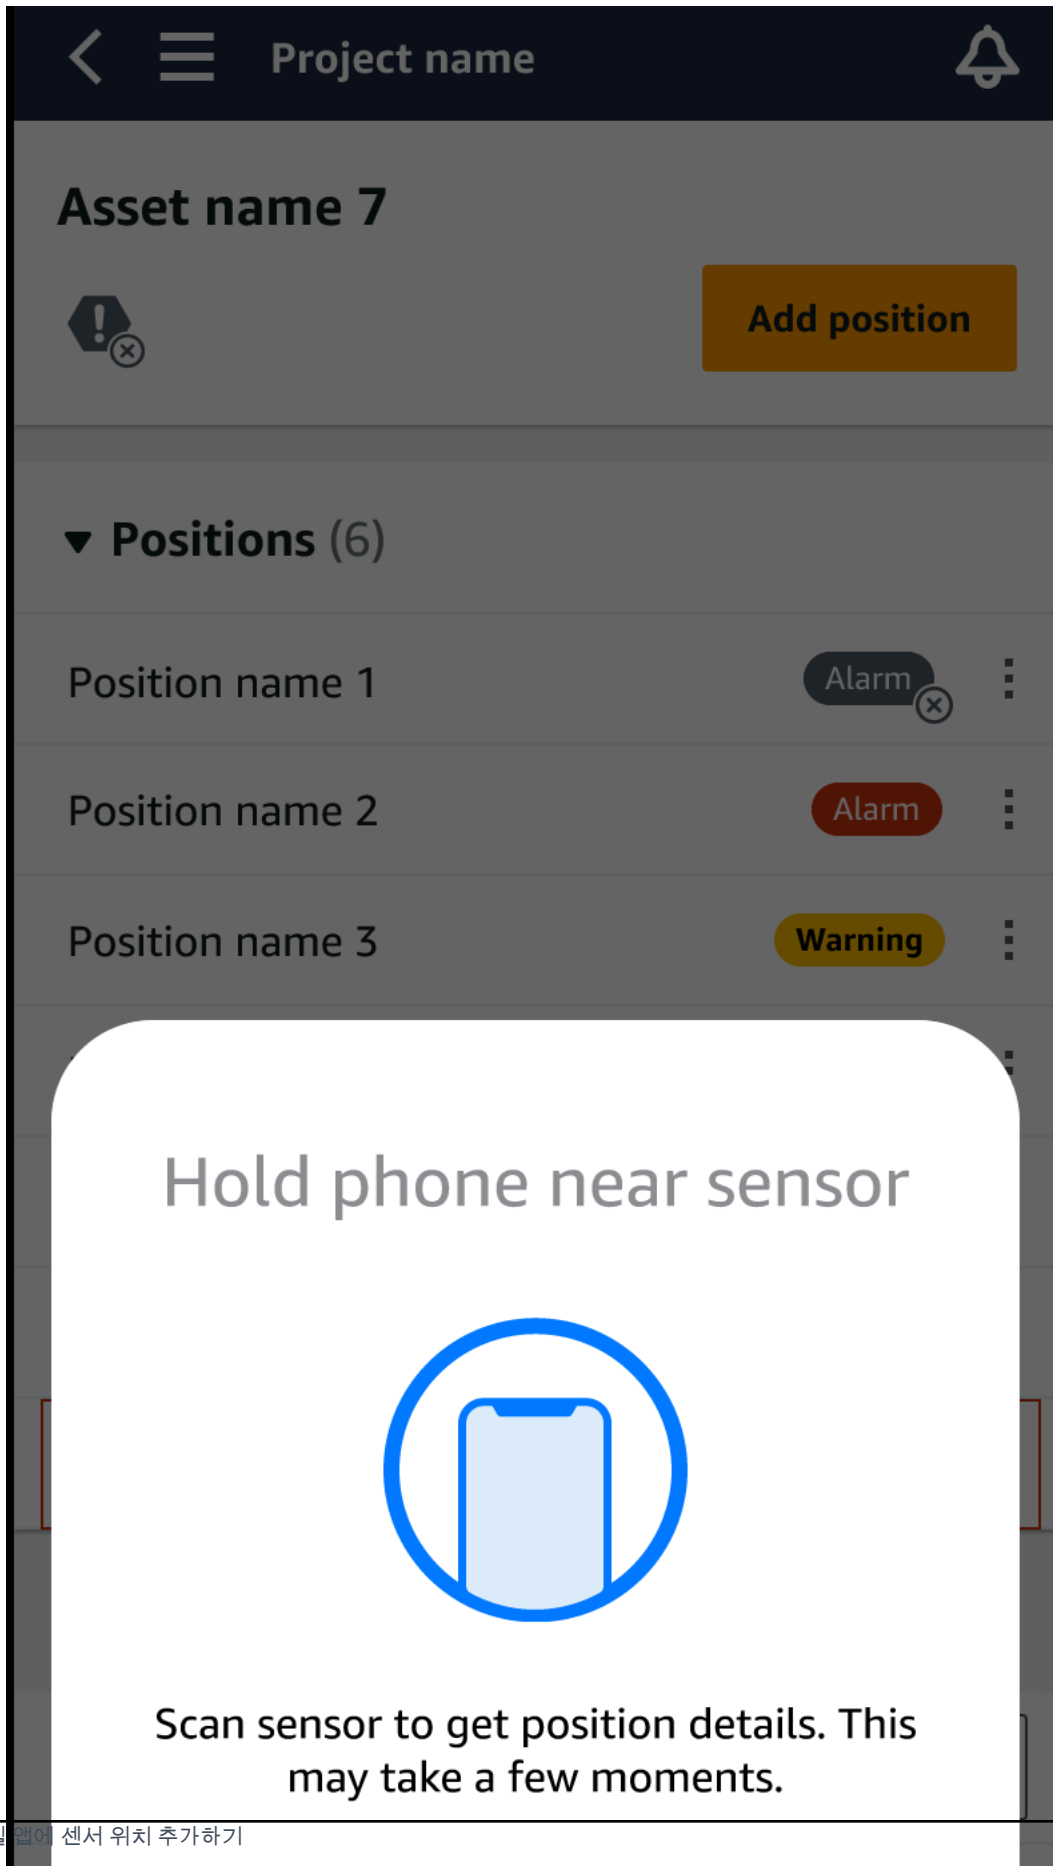 Project name
Asset name 7
Add position
Positions (6)
Position name 1
Alarm
Position name 2
Alarm
Position name 3
Warning
Hold phone near sensor
Scan sensor to get position details. This
may take a few moments.
앱에 센서 위치 추가하기